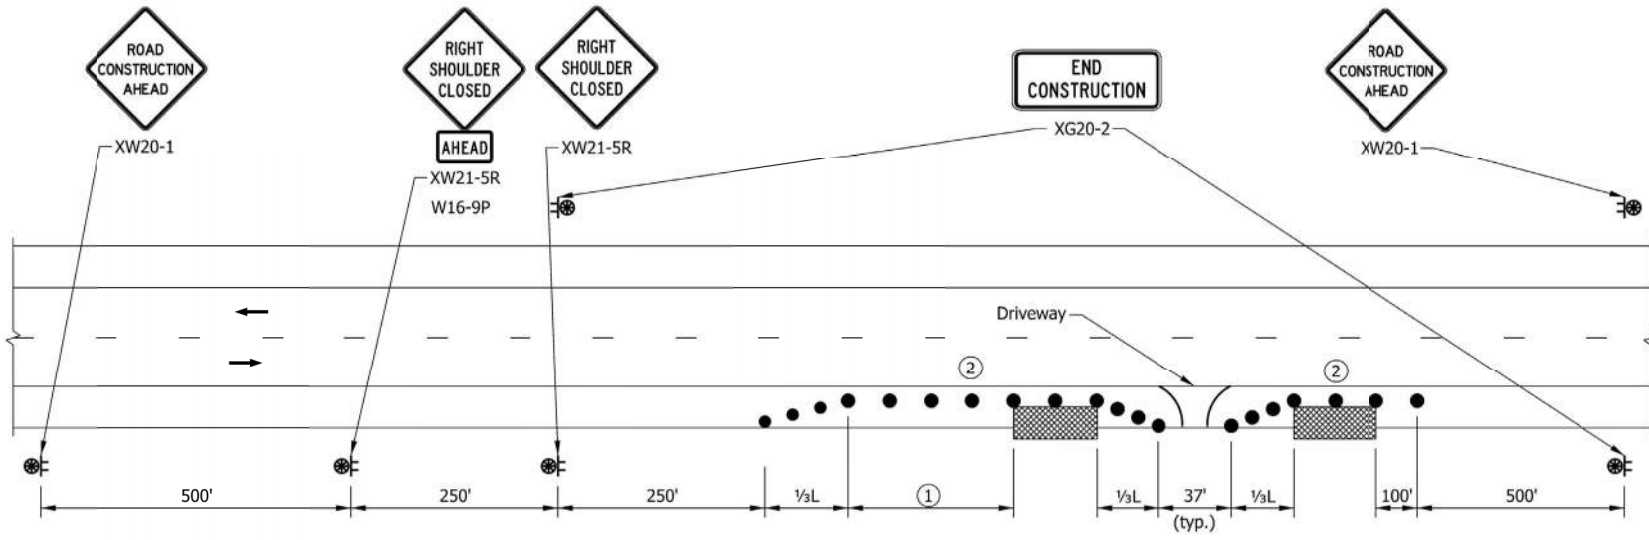 ROAD
CONSTRUCTION
AHEAD
XW20-1
RIGHT
SHOULDER
CLOSED
AHEAD
XW21-5R
W16-9P
RIGHT
SHOULDER
CLOSED
XW21-5R
END
CONSTRUCTION
XG20-2
ROAD
CONSTRUCTION
AHEAD
XW20-1
Driveway
②
②
500'
250'
250'
⅓L
①
⅓L
37'
(typ.)
⅓L
100'
500'